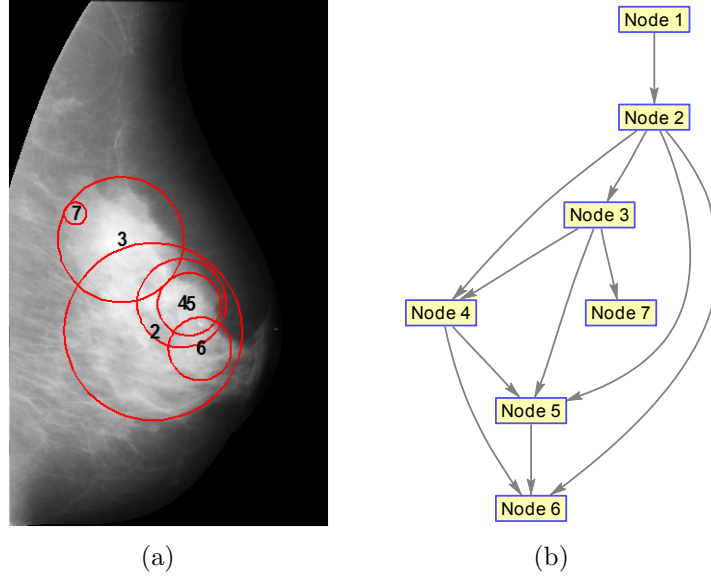 7
3
45
2
6
Node 1
Node 2
Node 3
Node 4
Node 7
Node 5
Node 6
(a)
(b)